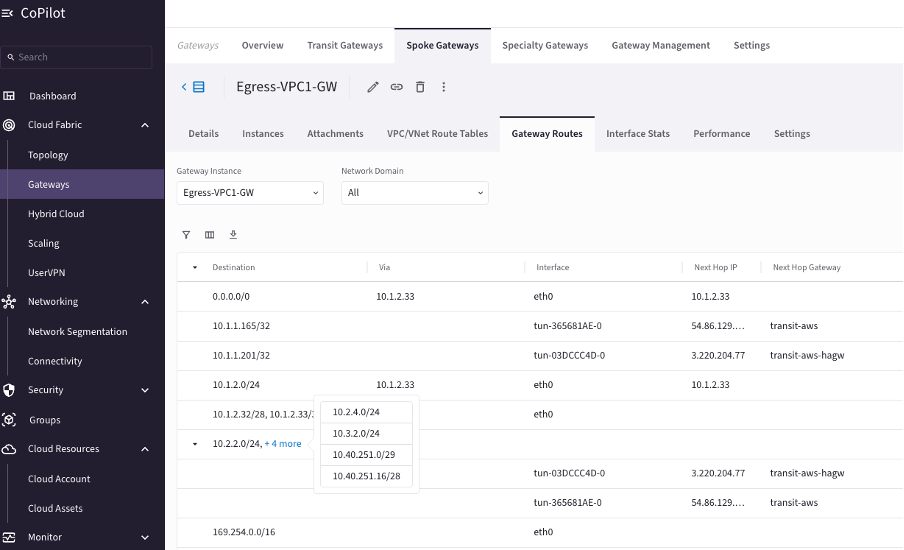 CoPilot
Search
Dashboard
Cloud Fabric
Topology
Gateways
Hybrid Cloud
Scaling
UserVPN
Networking
Network Segmentation
Connectivity
Security
Groups
Cloud Resources
Cloud Account
Cloud Assets
Monitor
Gateways Overview Transit Gateways Spoke Gateways Specialty Gateways Gateway Management Settings
Egress-VPC1-GW
Details Instances Attachments VPC/VNet Route Tables Gateway Routes Interface Stats Performance Settings
Gateway Instance Network Domain
Egress-VPC1-GW All
Destination Via Interface Next Hop IP Next Hop Gateway
0.0.0.0/0 10.1.2.33 eth0 10.1.2.33
10.1.1.165/32 tun-365681AE-0 54.86.129.... transit-aws
10.1.1.201/32 tun-03DCCC4D-0 3.220.204.77 transit-aws-hagw
10.1.2.0/24 10.1.2.33 eth0 10.1.2.33
10.1.2.32/28, 10.1.2.33/ eth0
10.2.2.0/24, + 4 more
10.2.4.0/24
10.3.2.0/24
10.40.251.0/29
10.40.251.16/28
tun-03DCCC4D-0 3.220.204.77 transit-aws-hagw
tun-365681AE-0 54.86.129.... transit-aws
169.254.0.0/16 eth0